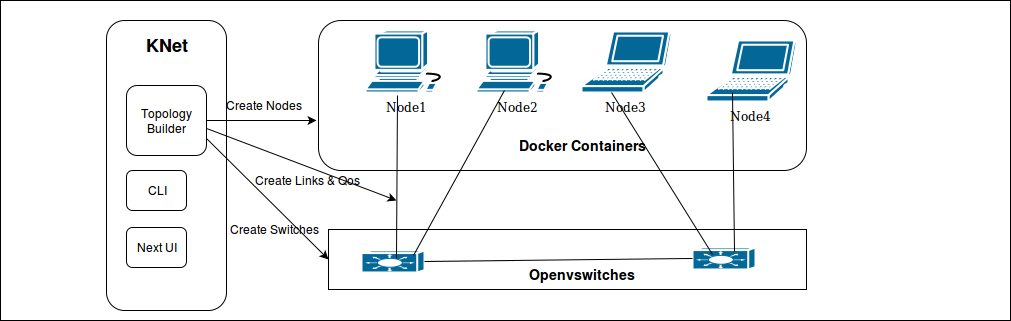 KNet
Topology
Builder
CLI
Next UI
Create Nodes
Create Links & Qos
Create Switches
? ?
Node1 Node2 Node3 Node4
Docker Containers
Openvswitches